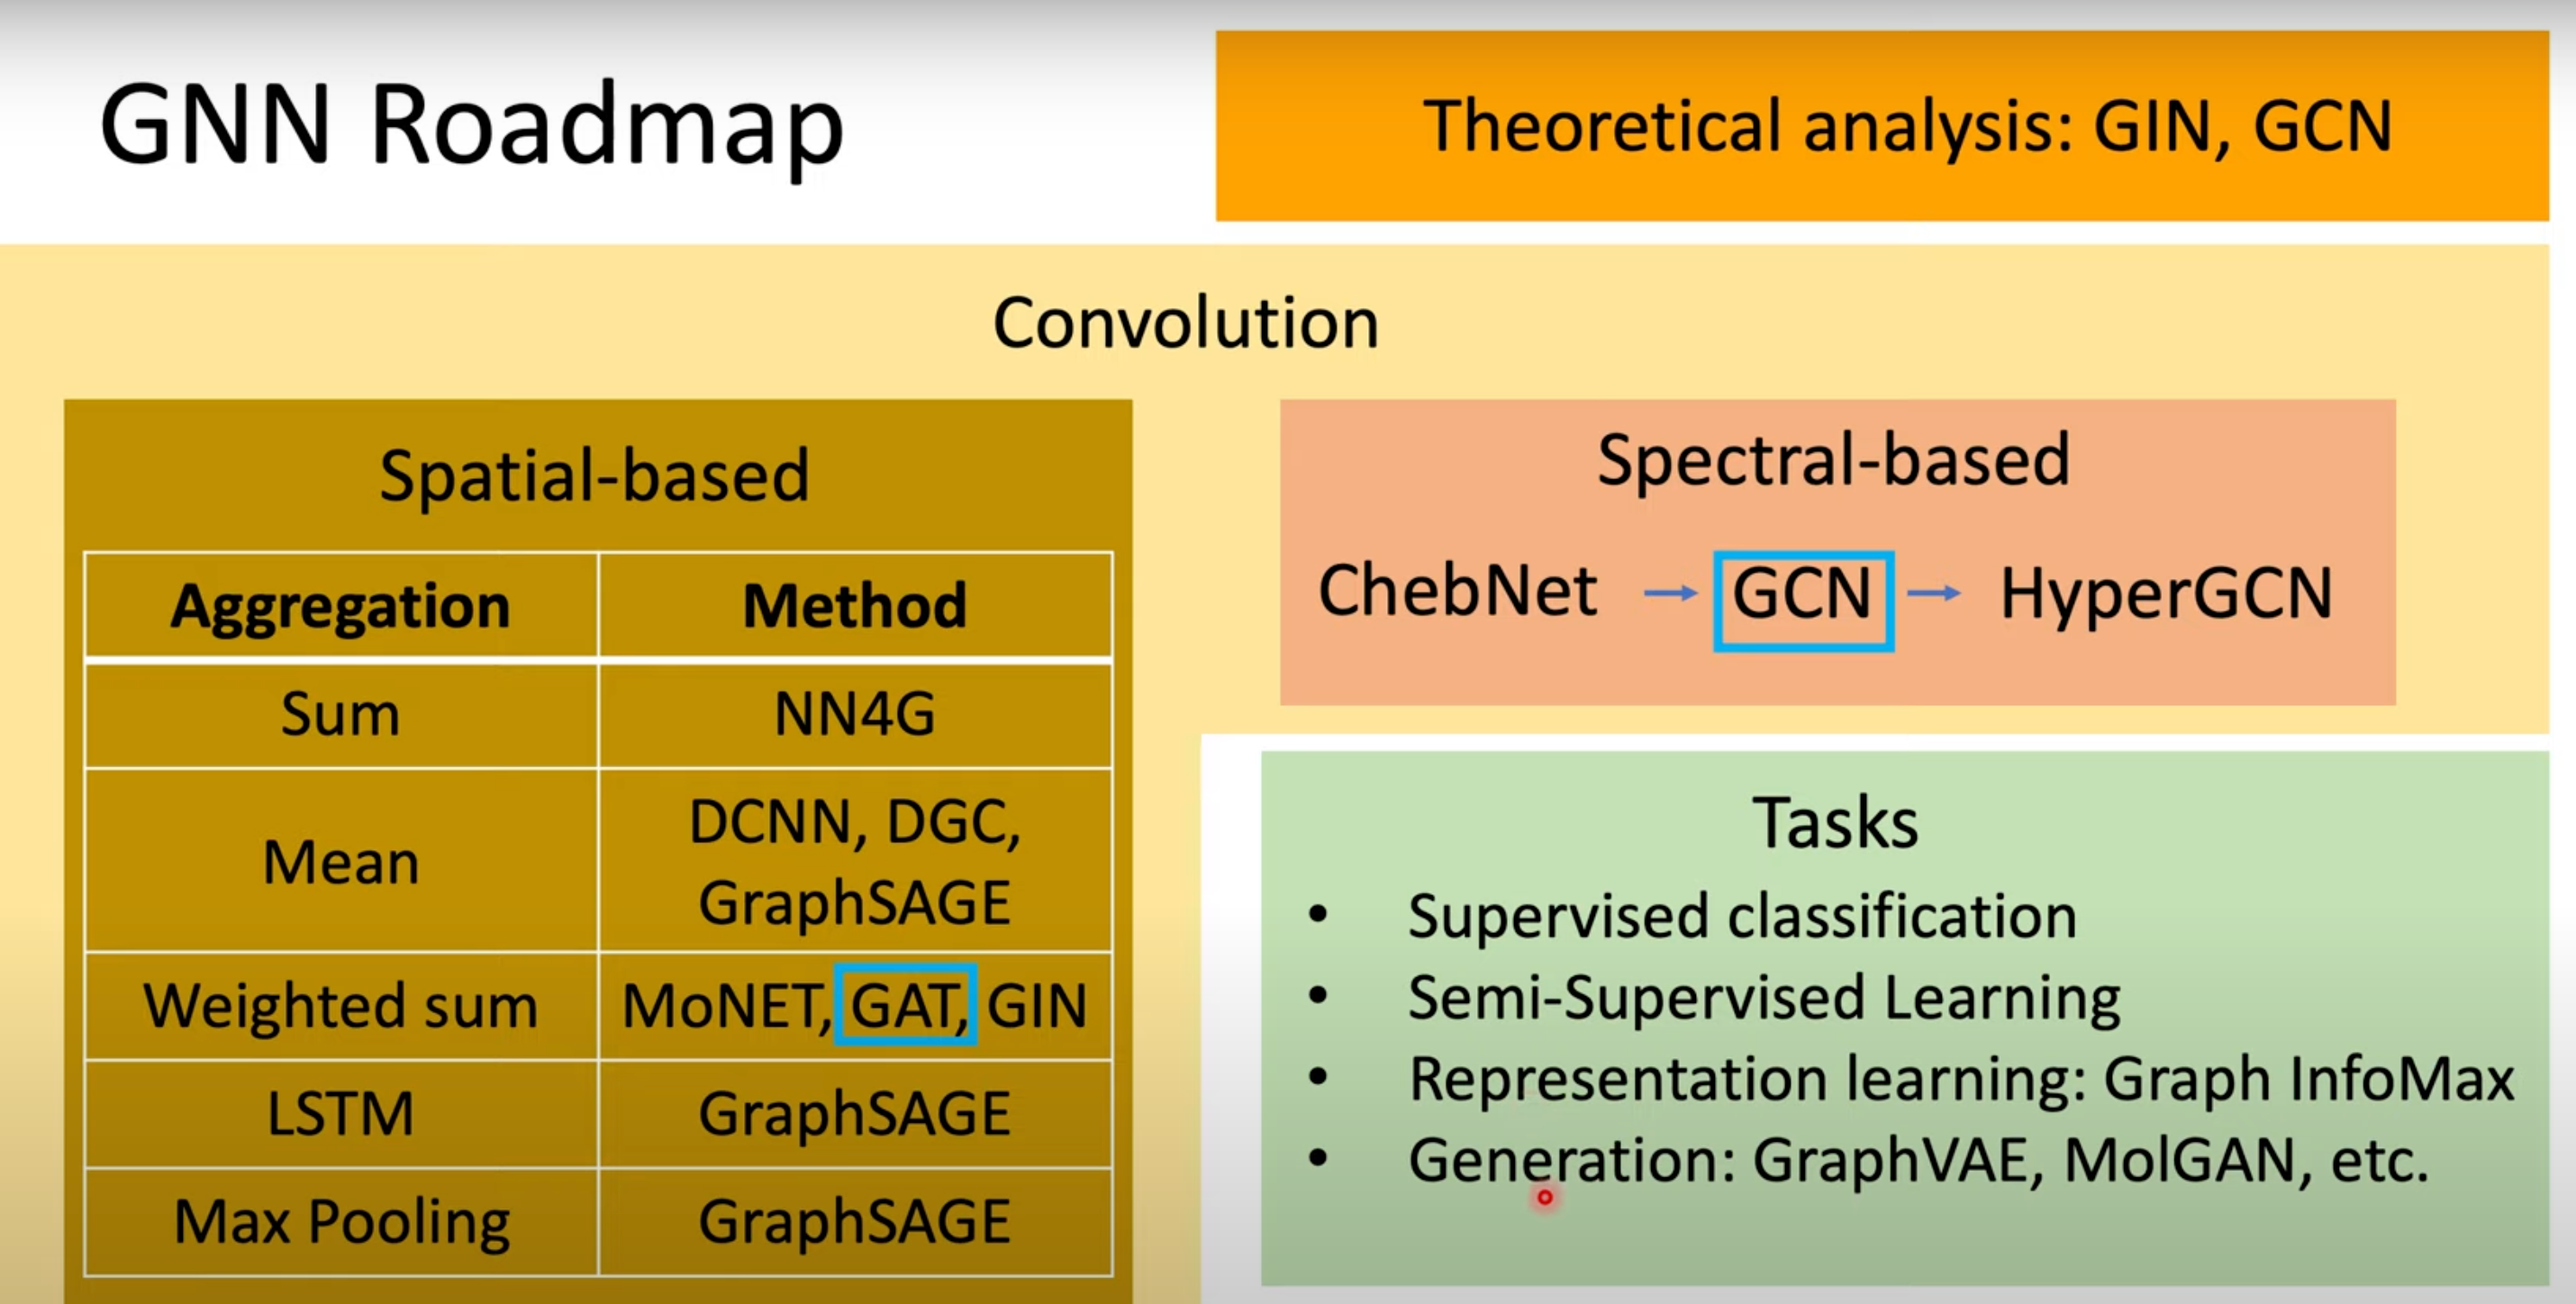 GNN Roadmap
Theoretical analysis: GIN, GCN
Convolution
Spatial-based
Aggregation Method
Sum NN4G
Mean DCNN, DGC,
GraphSAGE
Weighted sum MoNET, GAT, GIN
LSTM GraphSAGE
Max Pooling GraphSAGE
Spectral-based
ChebNet → GCN → HyperGCN
Tasks
• Supervised classification
• Semi-Supervised Learning
• Representation learning: Graph InfoMax
• Generation: GraphVAE, MolGAN, etc.